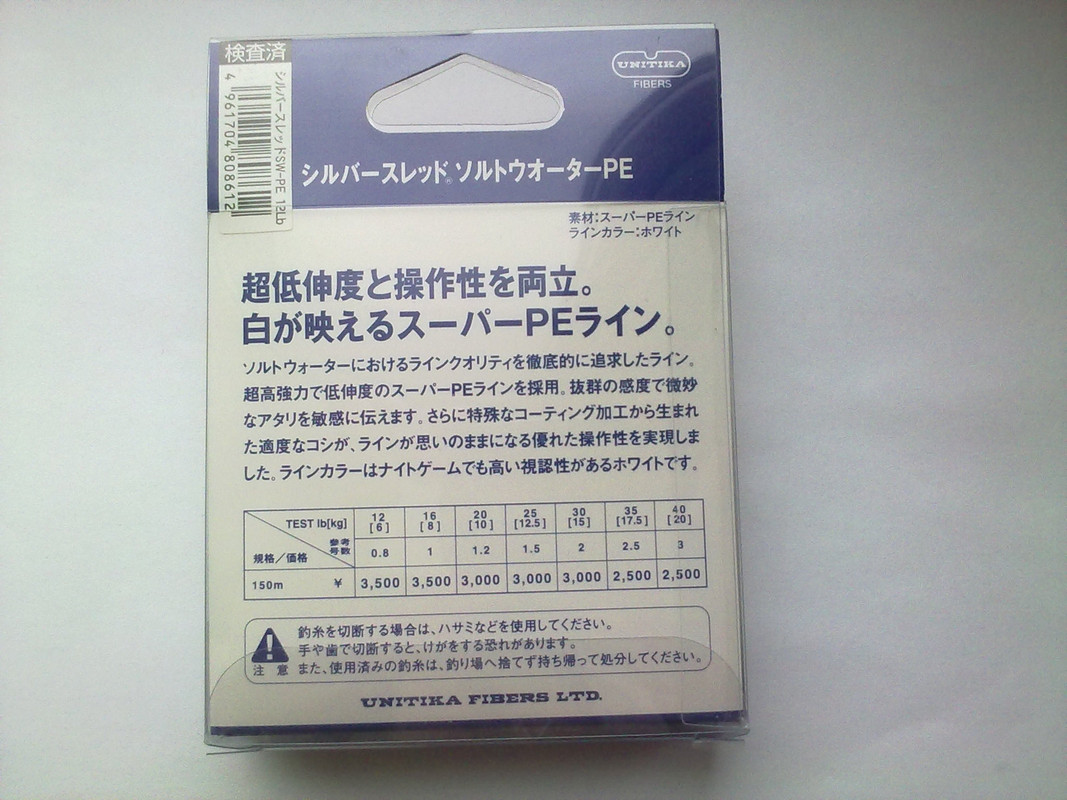 検査済
シルバースレッドSW-PE 12Lb
4 961704 808612
UNITIKA
FIBERS
シルバースレッド® ソルトウオーターPE
素材:スーパーPEライン
ラインカラー:ホワイト
超低伸度と操作性を両立。
白が映えるスーパーPEライン。
ソルトウォーターにおけるラインクオリティを徹底的に追求したライン。
超高強力で低伸度のスーパーPEラインを採用。抜群の感度で微妙
なアタリを敏感に伝えます。さらに特殊なコーティング加工から生まれ
た適度なコシが、ラインが思いのままになる優れた操作性を実現しま
した。ラインカラーはナイトゲームでも高い視認性があるホワイトです。
TEST lb[kg] 12 16 20 25 30 35 40
[6] [8] [10] [12.5] [15] [17.5] [20]
参考
号数 0.8 1 1.2 1.5 2 2.5 3
規格/価格
150m ¥ 3,500 3,500 3,000 3,000 3,000 2,500 2,500
釣糸を切断する場合は、ハサミなどを使用してください。
手や歯で切断すると、けがをする恐れがあります。
注意 また、使用済みの釣糸は、釣り場へ捨てず持ち帰って処分してください。
UNITIKA FIBERS LTD.